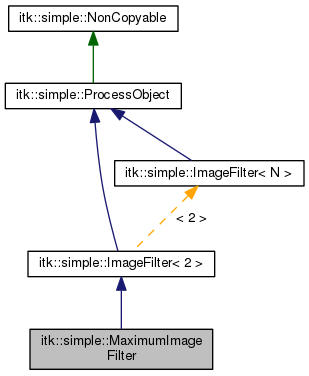 itk::simple::NonCopyable
itk::simple::ProcessObject
itk::simple::ImageFilter< N >
< 2 >
itk::simple::ImageFilter< 2 >
itk::simple::MaximumImage
Filter